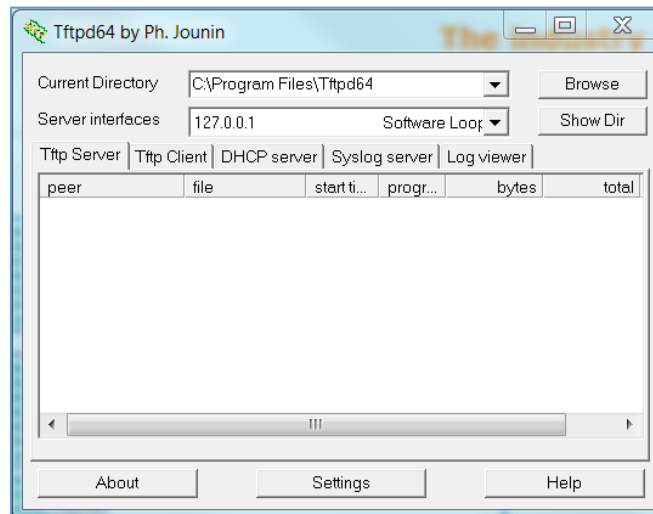 Tftpd64 by Ph. Jounin
The Industry
Current Directory C:\Program Files\Tftpd64 Browse
Server interfaces 127.0.0.1 Software Loop Show Dir
Tftp Server Tftp Client DHCP server Syslog server Log viewer
peer file start ti... progr... bytes total
About Settings Help